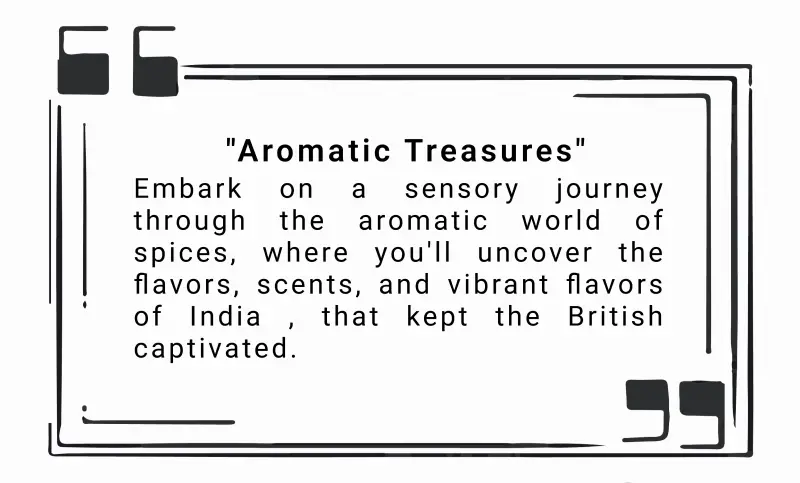 "Aromatic Treasures"
Embark on a sensory journey
through the aromatic world of
spices, where you'll uncover the
flavors, scents, and vibrant flavors
of India , that kept the British
captivated.